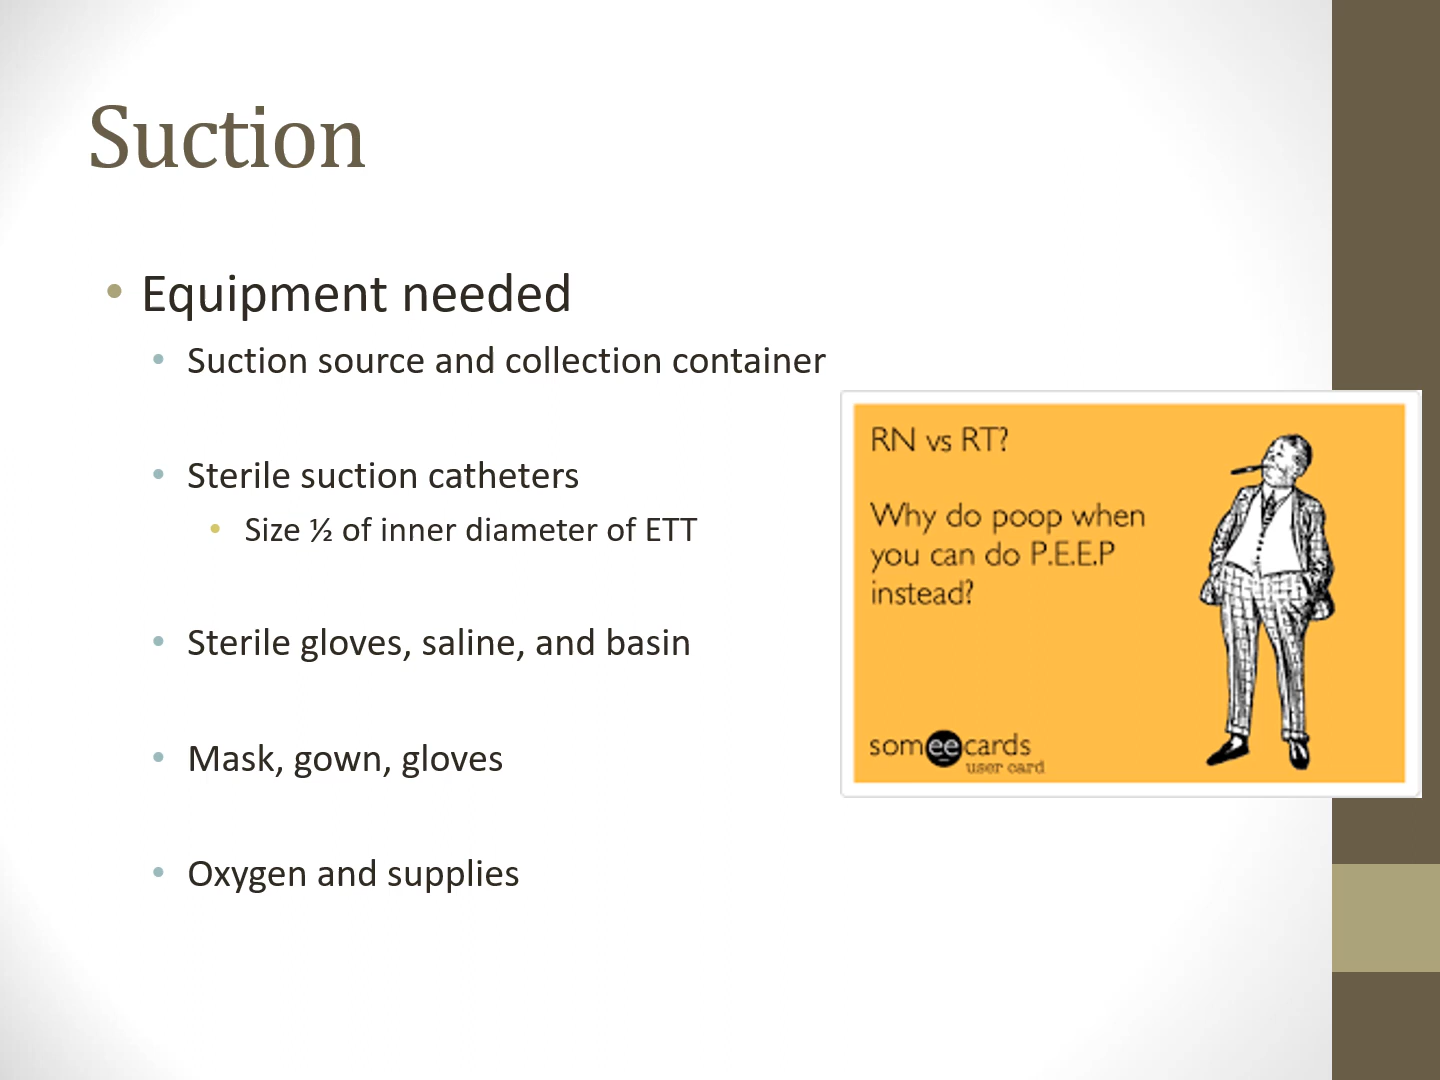 Suction
• Equipment needed
• Suction source and collection container
• Sterile suction catheters
• Size ½ of inner diameter of ETT
• Sterile gloves, saline, and basin
• Mask, gown, gloves
• Oxygen and supplies
RN vs RT?
Why do poop when
you can do P.E.E.P
instead?
someecards
user card